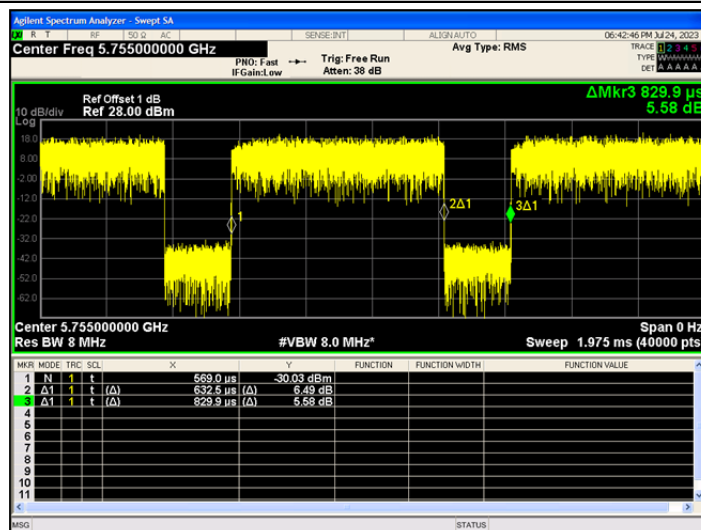 Agilent Spectrum Analyzer - Swept SA
R T RF 50 Ω AC SENSE:INT ALIGN AUTO 06:42:46 PM Jul 24, 2023
Center Freq 5.755000000 GHz
Avg Type: RMS
TRACE 1 2 3 4 5
TYPE
DET A A A A A
PNO: Fast
IFGain:Low
Trig: Free Run
Atten: 38 dB
ΔMkr3 829.9 µs
5.58 dB
Ref Offset 1 dB
10 dB/div Ref 28.00 dBm
Log
18.0
8.00
-2.00
-12.0
-22.0
-32.0
-42.0
-52.0
-62.0
1
2Δ1
3Δ1
Center 5.755000000 GHz Span 0 Hz
Res BW 8 MHz #VBW 8.0 MHz* Sweep 1.975 ms (40000 pts
MKR MODE TRC SCL X Y FUNCTION FUNCTION WIDTH FUNCTION VALUE
1 N 1 t 569.0 µs -30.03 dBm
2 Δ1 1 t (Δ) 632.5 µs (Δ) 6.49 dB
3 Δ1 1 t (Δ) 829.9 µs (Δ) 5.58 dB
4
5
6
7
8
9
10
11
MSG STATUS